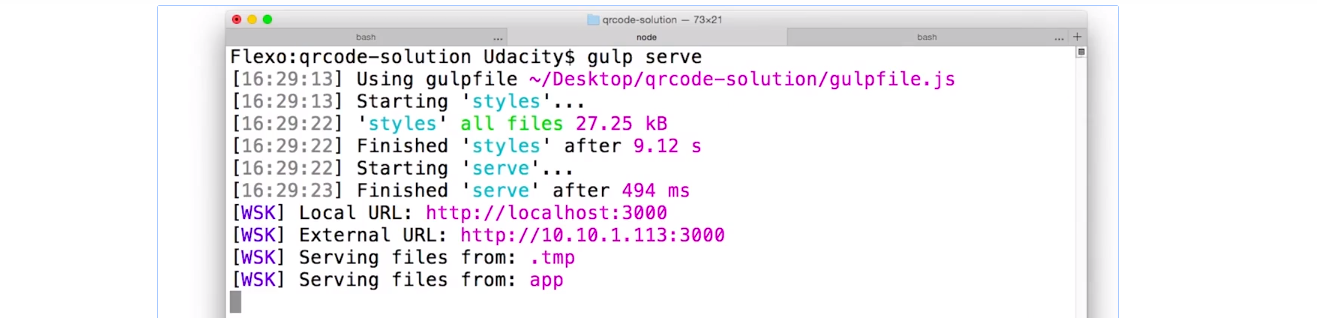 qrcode-solution — 73×21
bash ... node bash ... +
Flexo:qrcode-solution Udacity$ gulp serve
[16:29:13] Using gulpfile ~/Desktop/qrcode-solution/gulpfile.js
[16:29:13] Starting 'styles'...
[16:29:22] 'styles' all files 27.25 kB
[16:29:22] Finished 'styles' after 9.12 s
[16:29:22] Starting 'serve'...
[16:29:23] Finished 'serve' after 494 ms
[WSK] Local URL: http://localhost:3000
[WSK] External URL: http://10.10.1.113:3000
[WSK] Serving files from: .tmp
[WSK] Serving files from: app